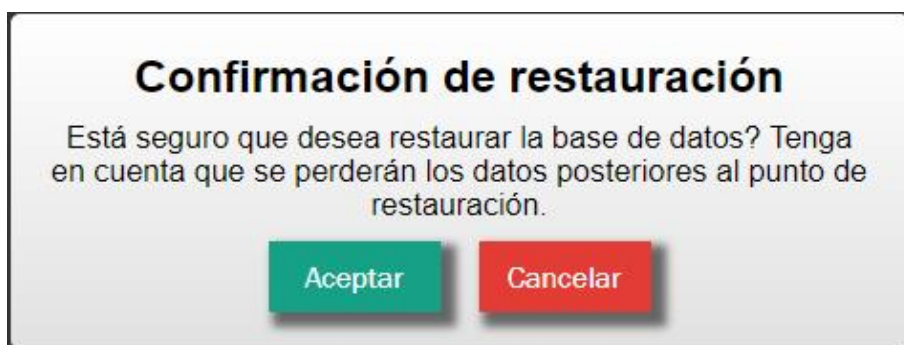 Confirmación de restauración
Está seguro que desea restaurar la base de datos? Tenga
en cuenta que se perderán los datos posteriores al punto de
restauración.
Aceptar
Cancelar